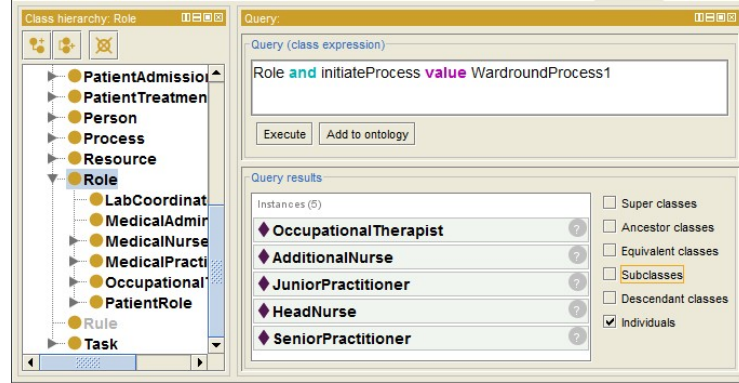 Class hierarchy: Role
PatientAdmission
PatientTreatmen
Person
Process
Resource
Role
LabCoordinat
MedicalAdmir
MedicalNurse
MedicalPracti
Occupational
PatientRole
Rule
Task
Query:
Query (class expression)
Role and initiateProcess value WardroundProcess1
Execute
Add to ontology
Query results
Instances (5)
OccupationalTherapist
?
AdditionalNurse
?
JuniorPractitioner
?
HeadNurse
?
SeniorPractitioner
?
Super classes
Ancestor classes
Equivalent classes
Subclasses
Descendant classes
Individuals